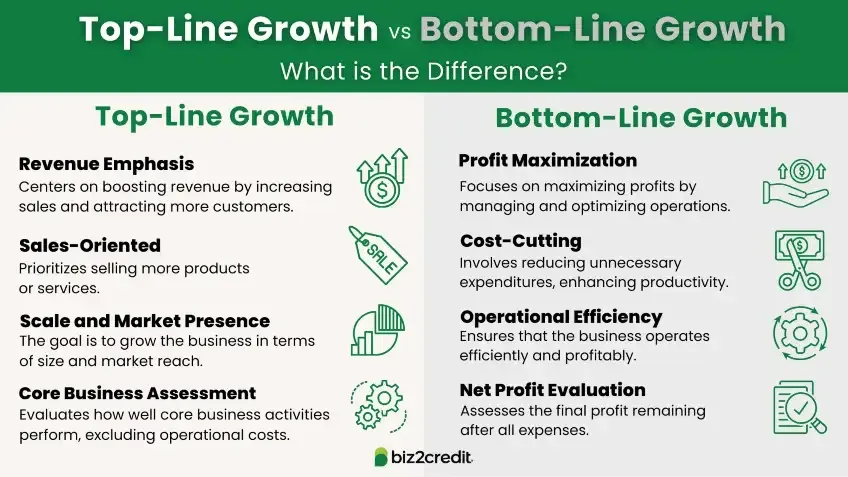 Top-Line Growth vs Bottom-Line Growth
What is the Difference?
Top-Line Growth
Revenue Emphasis
Centers on boosting revenue by increasing
sales and attracting more customers.
Sales-Oriented
Prioritizes selling more products
or services.
SALE
Scale and Market Presence
The goal is to grow the business in terms
of size and market reach.
Core Business Assessment
Evaluates how well core business activities
perform, excluding operational costs.
Bottom-Line Growth
Profit Maximization
Focuses on maximizing profits by
managing and optimizing operations.
Cost-Cutting
Involves reducing unnecessary
expenditures, enhancing productivity.
Operational Efficiency
Ensures that the business operates
efficiently and profitably.
Net Profit Evaluation
Assesses the final profit remaining
after all expenses.
biz2credit